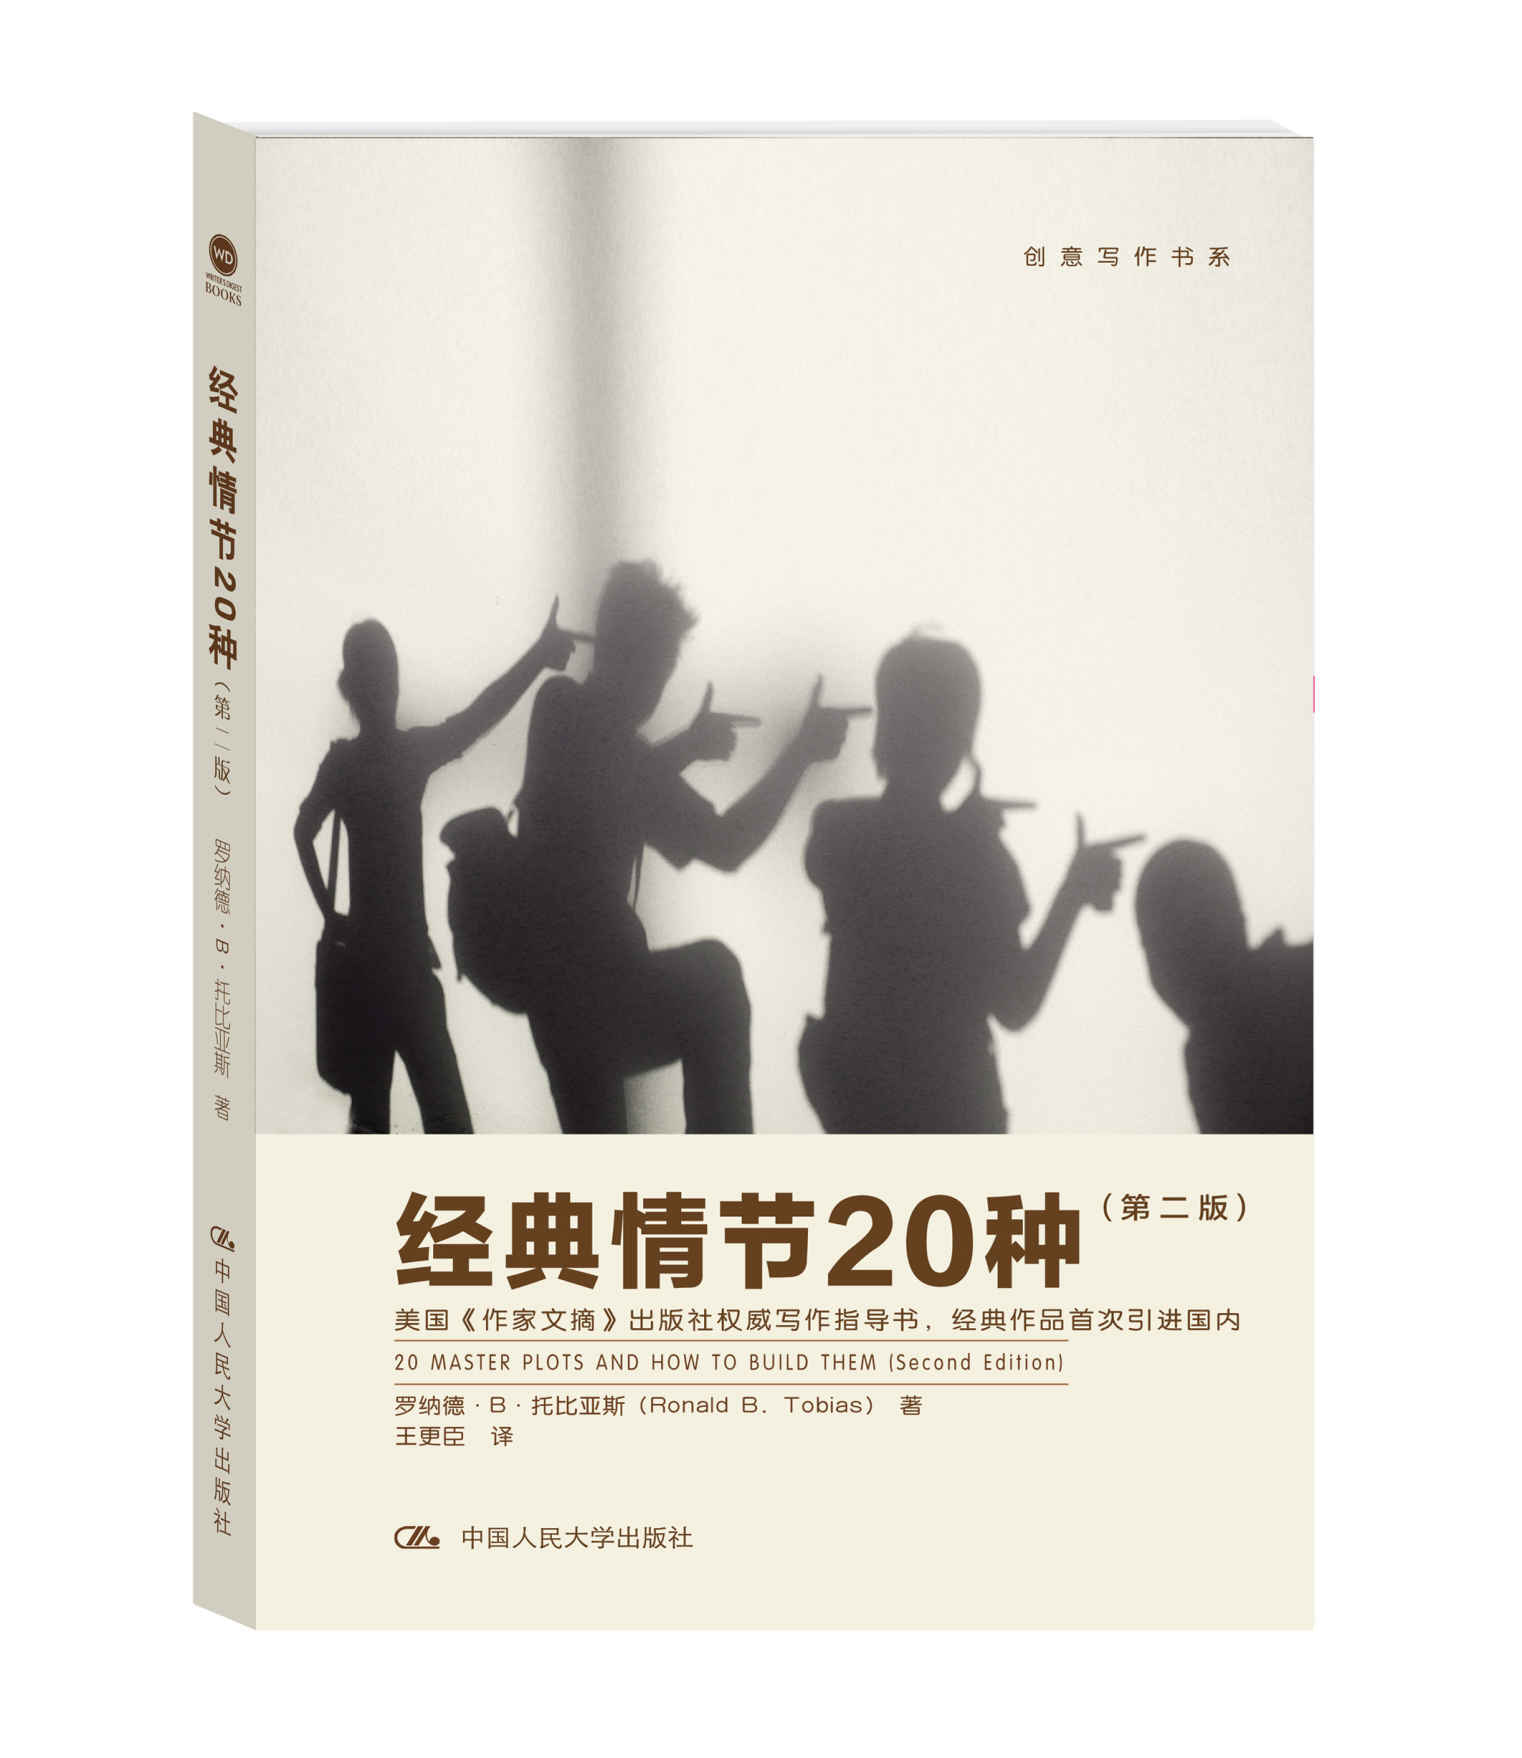 创意写作书系
经典情节20种（第二版）
美国《作家文摘》出版社权威写作指导书，经典作品首次引进国内
20 MASTER PLOTS AND HOW TO BUILD THEM (Second Edition)
罗纳德·B·托比亚斯（Ronald B. Tobias） 著
王更臣 译
中国人民大学出版社
WD
WRITER'S DIGEST
BOOKS
经典情节20种（第二版） 罗纳德·B·托比亚斯 著
中国人民大学出版社